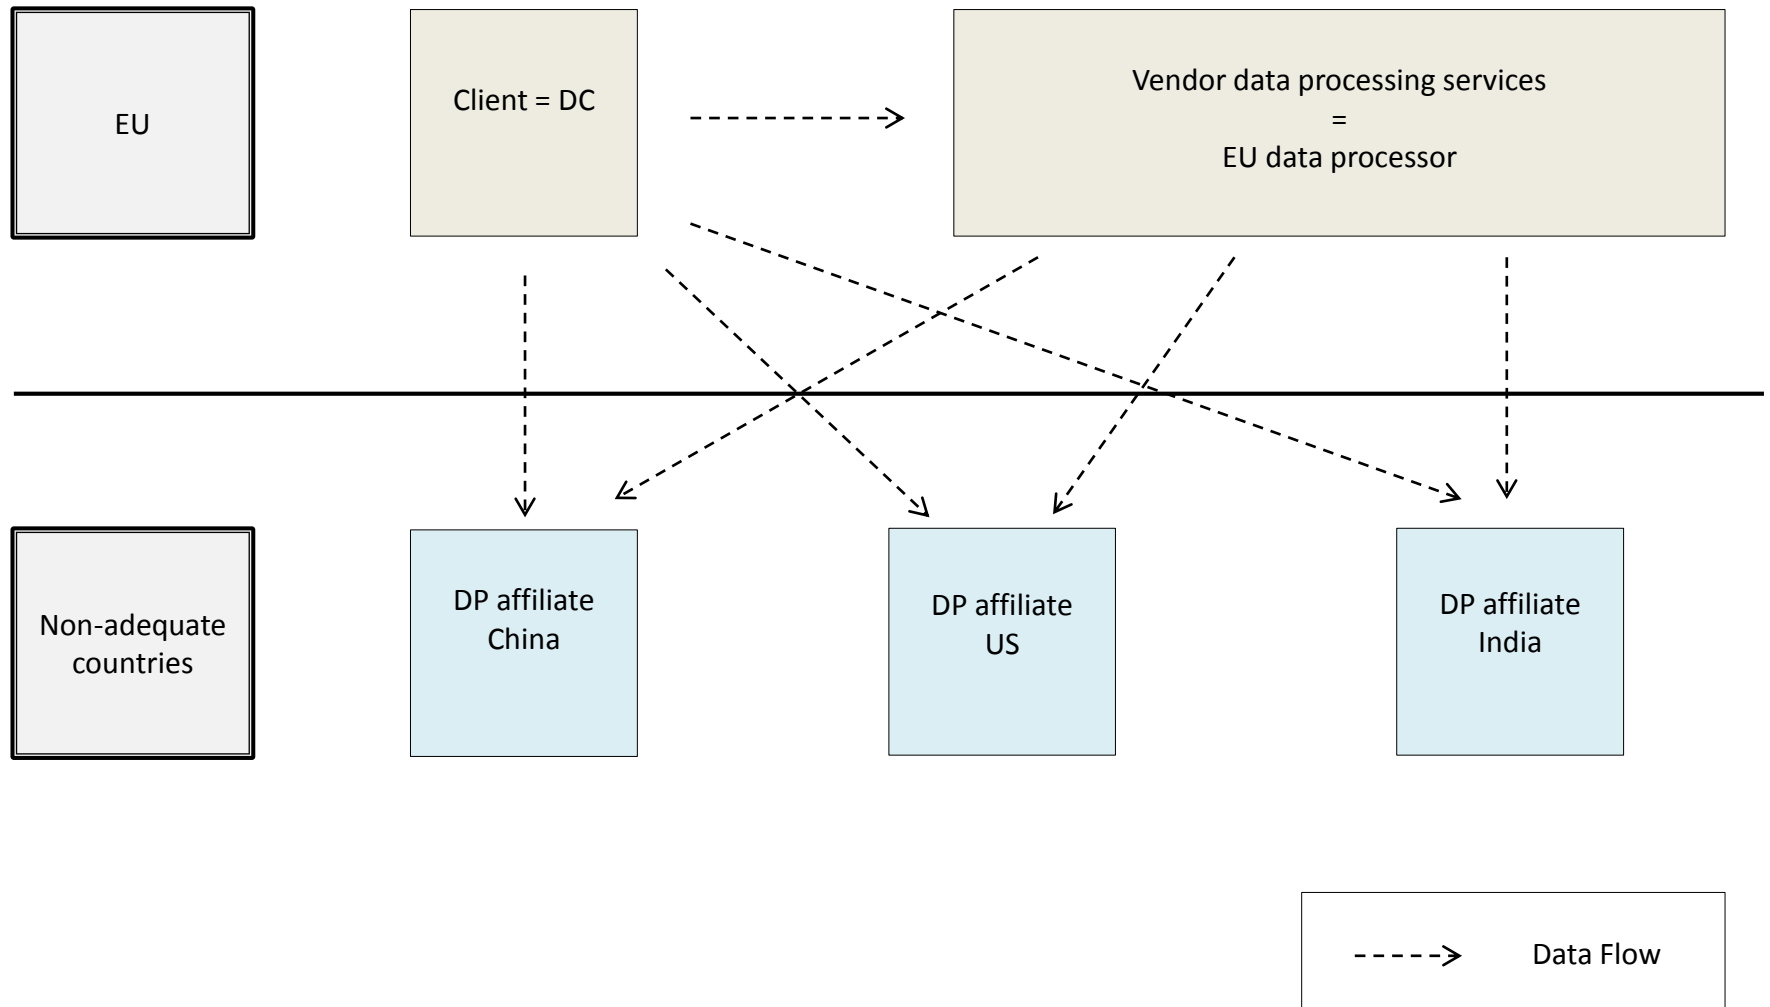 EU
Client = DC
Vendor data processing services
=
EU data processor
Non-adequate
countries
DP affiliate
China
DP affiliate
US
DP affiliate
India
Data Flow